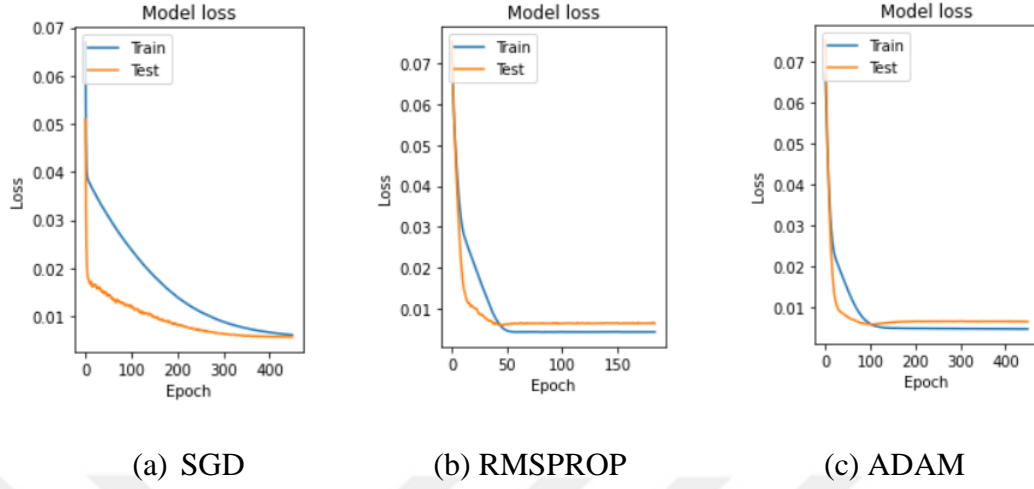 Model loss
Train
Test
Loss
0.07
0.06
0.05
0.04
0.03
0.02
0.01
0 100 200 300 400
Epoch
Model loss
Train
Test
Loss
0.07
0.06
0.05
0.04
0.03
0.02
0.01
0 50 100 150
Epoch
Model loss
Train
Test
Loss
0.07
0.06
0.05
0.04
0.03
0.02
0.01
0 100 200 300 400
Epoch
(a) SGD
(b) RMSPROP
(c) ADAM